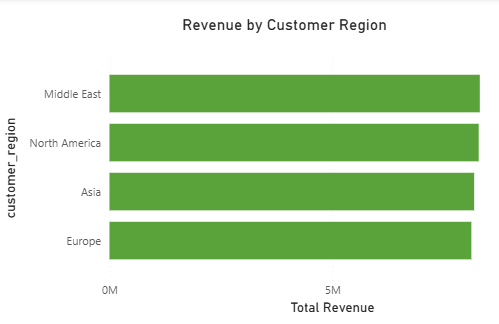 Revenue by Customer Region
customer_region
Middle East
North America
Asia
Europe
0M 5M
Total Revenue